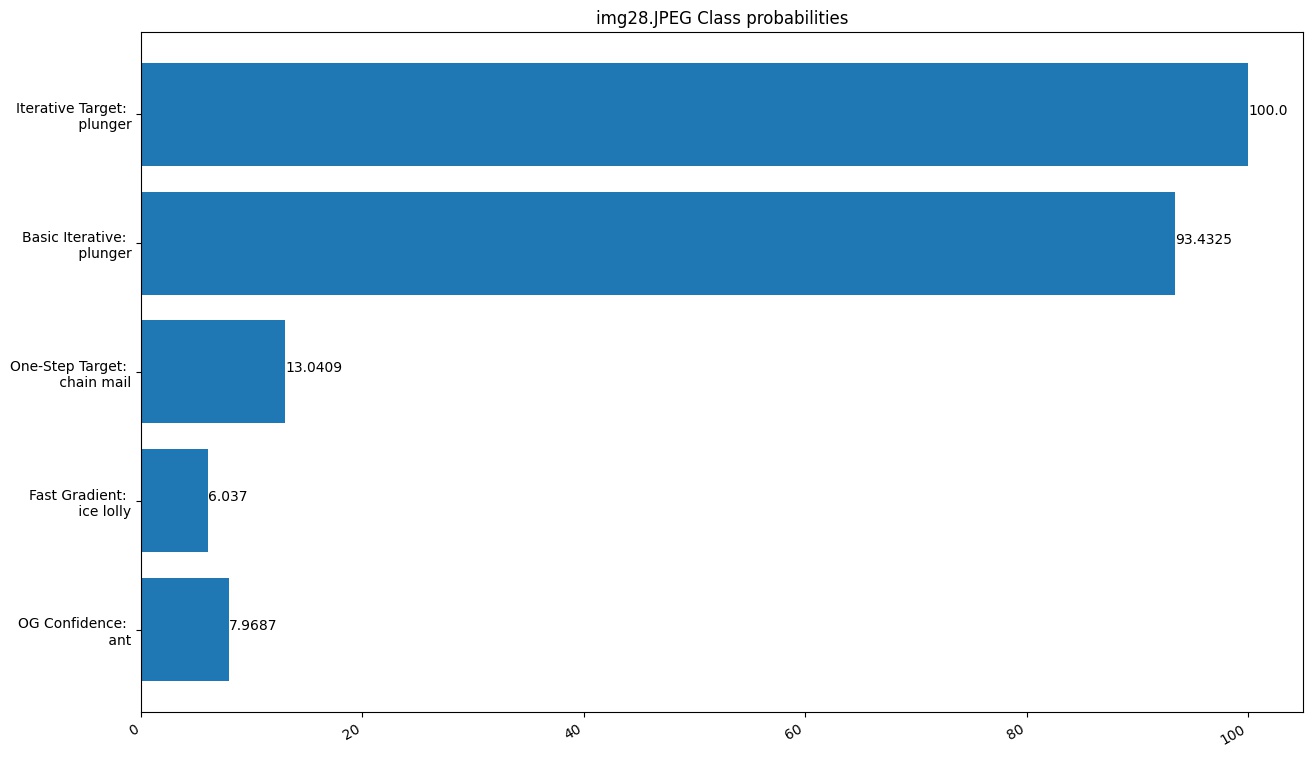 img28.JPEG Class probabilities
Iterative Target:
plunger
100.0
Basic Iterative:
plunger
93.4325
One-Step Target:
chain mail
13.0409
Fast Gradient:
ice lolly
6.037
OG Confidence:
ant
7.9687
0
20
40
60
80
100